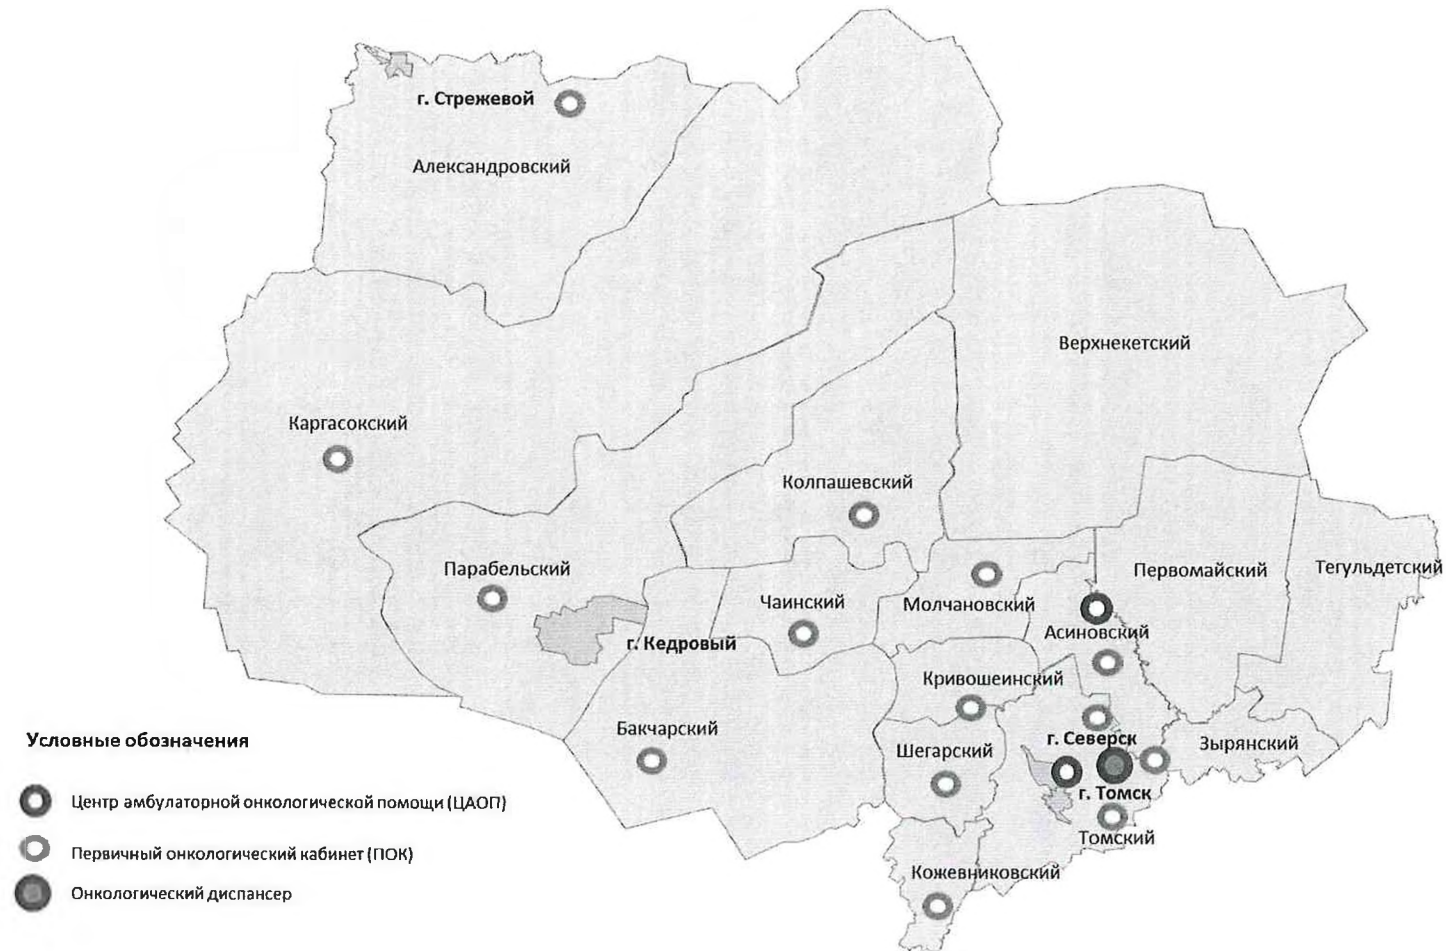 г. Стрежевой
Александровский
Верхнекетский
Каргасокский
Колпашевский
Парабельский
Первомайский
Тегульдетский
Чаинский
Молчановский
Асиновский
г. Кедровый
Кривошеинский
Бакчарский
Шегарский
г. Северск
Зырянский
г. Томск
Томский
Кожевниковский
Условные обозначения
Центр амбулаторной онкологической помощи (ЦАОП)
Первичный онкологический кабинет (ПОК)
Онкологический диспансер